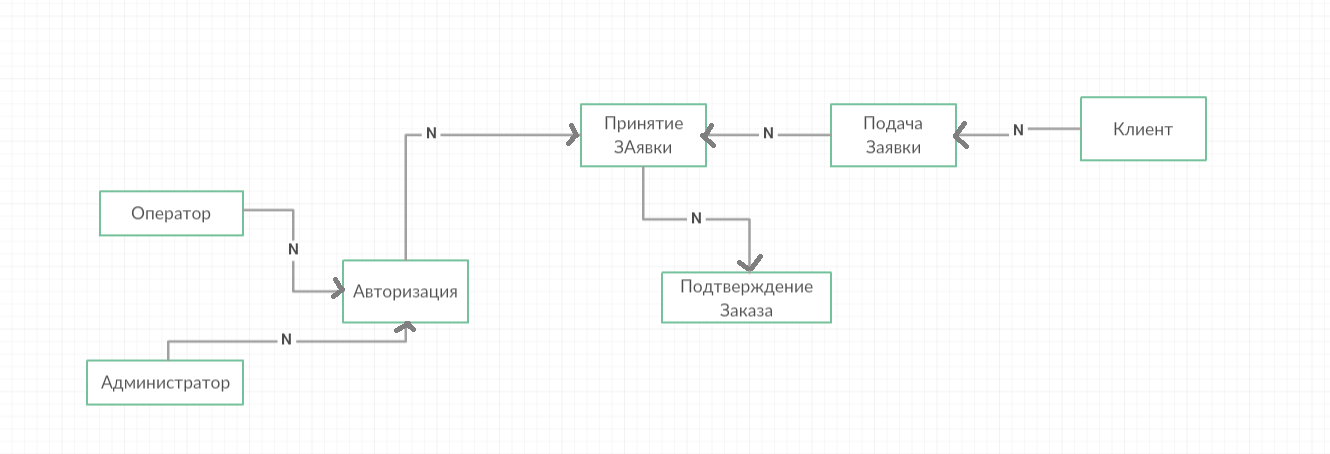 Принятие
ЗАявки
Подача
Заявки
Клиент
N
N
N
Оператор
N
N
Авторизация
Подтверждение
Заказа
N
Администратор